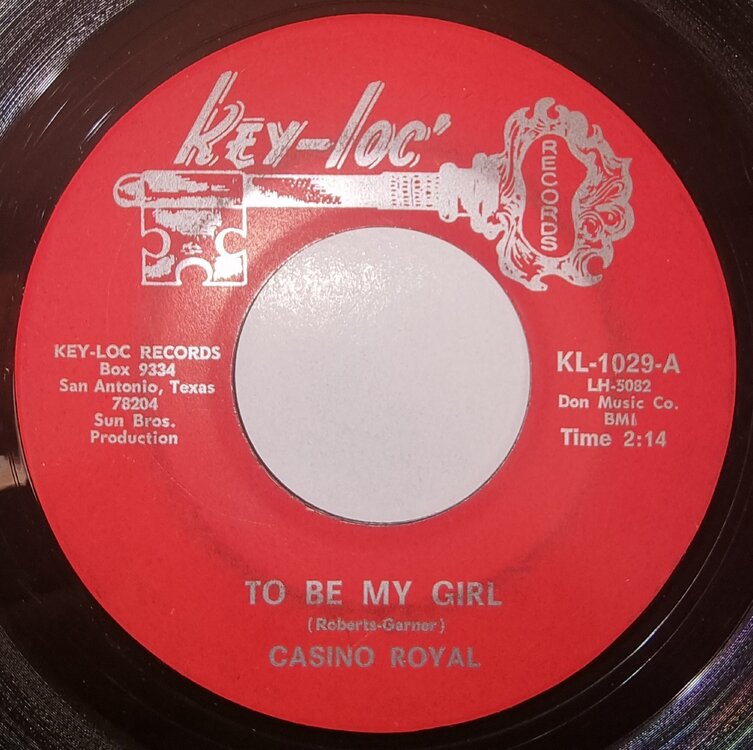 KEY-LOC'
RECORDS
KEY-LOC RECORDS
Box 9334
San Antonio, Texas
78204
Sun Bros.
Production
KL-1029-A
LH-5082
Don Music Co.
BMI
Time 2:14
TO BE MY GIRL
(Roberts-Garner)
CASINO ROYAL